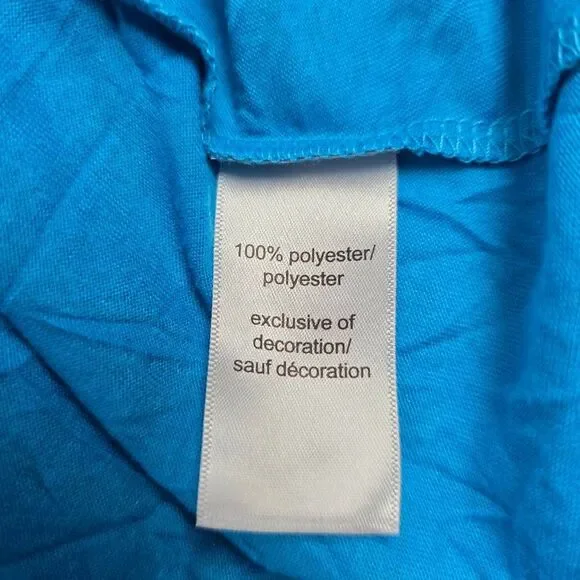 100% polyester/
polyester
exclusive of
decoration/
sauf décoration